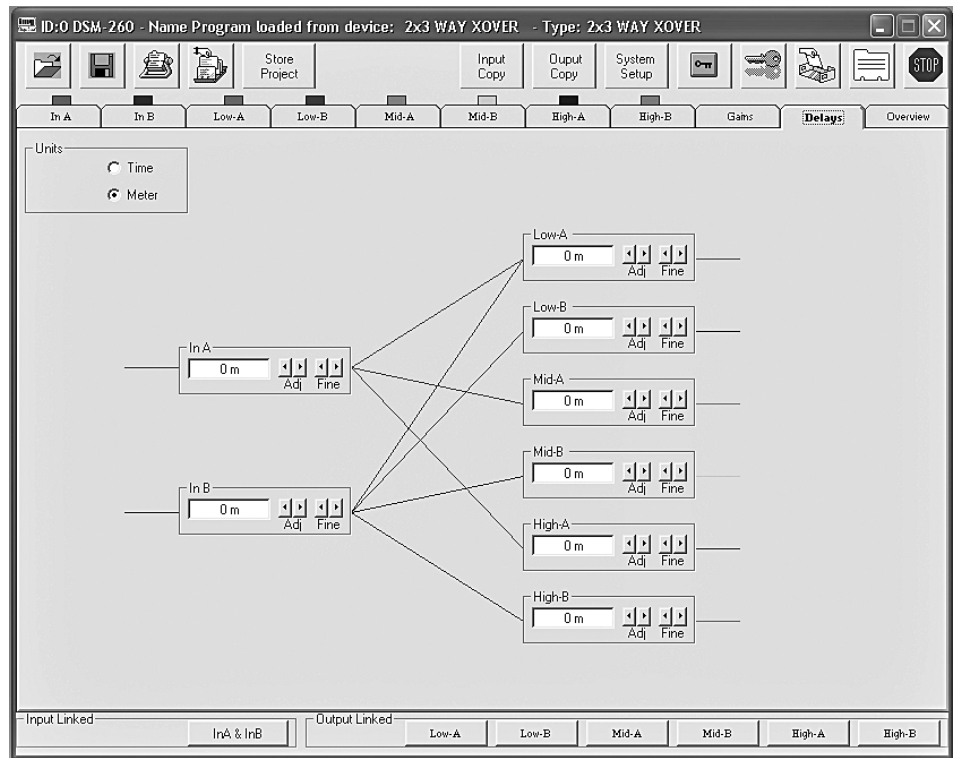 ID:0 DSM-260 - Name Program loaded from device: 2x3 WAY XOVER - Type: 2x3 WAY XOVER
Store Project
Input Copy
Ouput Copy
System Setup
STOP
In A
In B
Low-A
Low-B
Mid-A
Mid-B
High-A
High-B
Gains
Delays
Overview
Units
Time
Meter
In A
0 m
Adj Fine
In B
0 m
Adj Fine
Low-A
0 m
Adj Fine
Low-B
0 m
Adj Fine
Mid-A
0 m
Adj Fine
Mid-B
0 m
Adj Fine
High-A
0 m
Adj Fine
High-B
0 m
Adj Fine
Input Linked
InA & InB
Output Linked
Low-A
Low-B
Mid-A
Mid-B
High-A
High-B